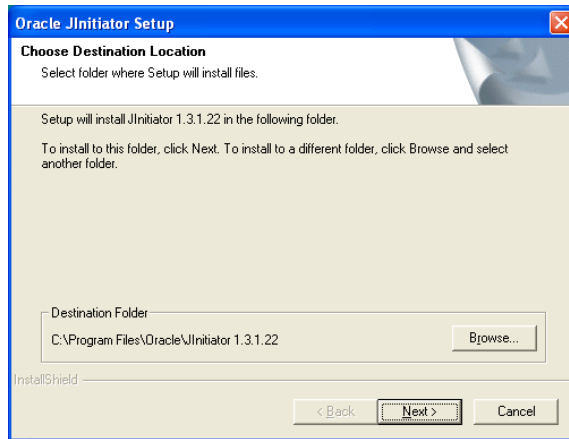 Oracle JInitiator Setup
Choose Destination Location
Select folder where Setup will install files.
Setup will install JInitiator 1.3.1.22 in the following folder.
To install to this folder, click Next. To install to a different folder, click Browse and select
another folder.
Destination Folder
C:\Program Files\Oracle\JInitiator 1.3.1.22
Browse...
InstallShield
< Back
Next >
Cancel